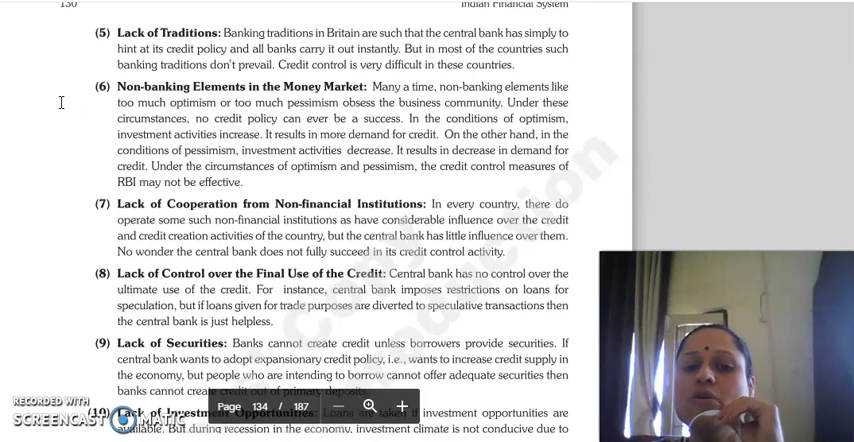 130
Indian Financial System
(5) Lack of Traditions: Banking traditions in Britain are such that the central bank has simply to
hint at its credit policy and all banks carry it out instantly. But in most of the countries such
banking traditions don't prevail. Credit control is very difficult in these countries.
(6) Non-banking Elements in the Money Market: Many a time, non-banking elements like
too much optimism or too much pessimism obsess the business community. Under these
circumstances, no credit policy can ever be a success. In the conditions of optimism,
investment activities increase. It results in more demand for credit. On the other hand, in the
conditions of pessimism, investment activities decrease. It results in decrease in demand for
credit. Under the circumstances of optimism and pessimism, the credit control measures of
RBI may not be effective.
(7) Lack of Cooperation from Non-financial Institutions: In every country, there do
operate some such non-financial institutions as have considerable influence over the credit
and credit creation activities of the country, but the central bank has little influence over them.
No wonder the central bank does not fully succeed in its credit control activity.
(8) Lack of Control over the Final Use of the Credit: Central bank has no control over the
ultimate use of the credit. For instance, central bank imposes restrictions on loans for
speculation, but if loans given for trade purposes are diverted to speculative transactions then
the central bank is just helpless.
(9) Lack of Securities: Banks cannot create credit unless borrowers provide securities. If
central bank wants to adopt expansionary credit policy, i.e., wants to increase credit supply in
the economy, but people who are intending to borrow cannot offer adequate securities then
banks cannot create credit out of primary deposits.
(10) Lack of Investment Opportunities: Loans are taken if investment opportunities are
available. But during recession in the economy, investment climate is not conducive due to
Page 134 / 187
RECORDED WITH
SCREENCAST MATIC